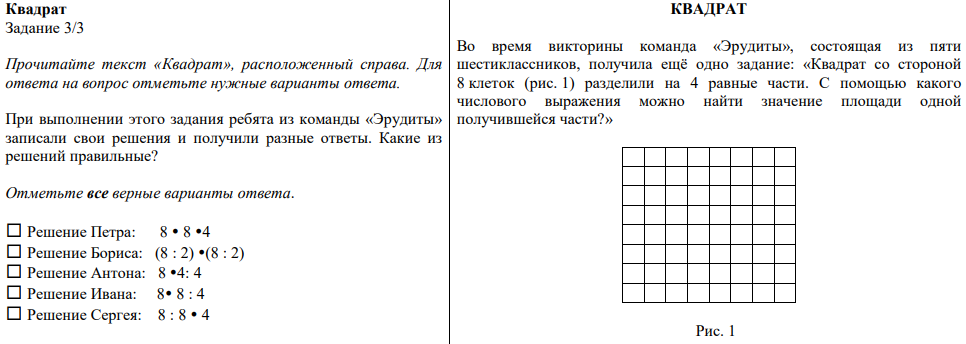 Квадрат
Задание 3/3
Прочитайте текст «Квадрат», расположенный справа. Для
ответа на вопрос отметьте нужные варианты ответа.
При выполнении этого задания ребята из команды «Эрудиты»
записали свои решения и получили разные ответы. Какие из
решений правильные?
Отметьте все верные варианты ответа.
☐ Решение Петра: 8 • 8 •4
☐ Решение Бориса: (8 : 2) •(8 : 2)
☐ Решение Антона: 8 •4: 4
☐ Решение Ивана: 8• 8 : 4
☐ Решение Сергея: 8 : 8 • 4
КВАДРАТ
Во время викторины команда «Эрудиты», состоящая из пяти
шестиклассников, получила ещё одно задание: «Квадрат со стороной
8 клеток (рис. 1) разделили на 4 равные части. С помощью какого
числового выражения можно найти значение площади одной
получившейся части?»
Рис. 1